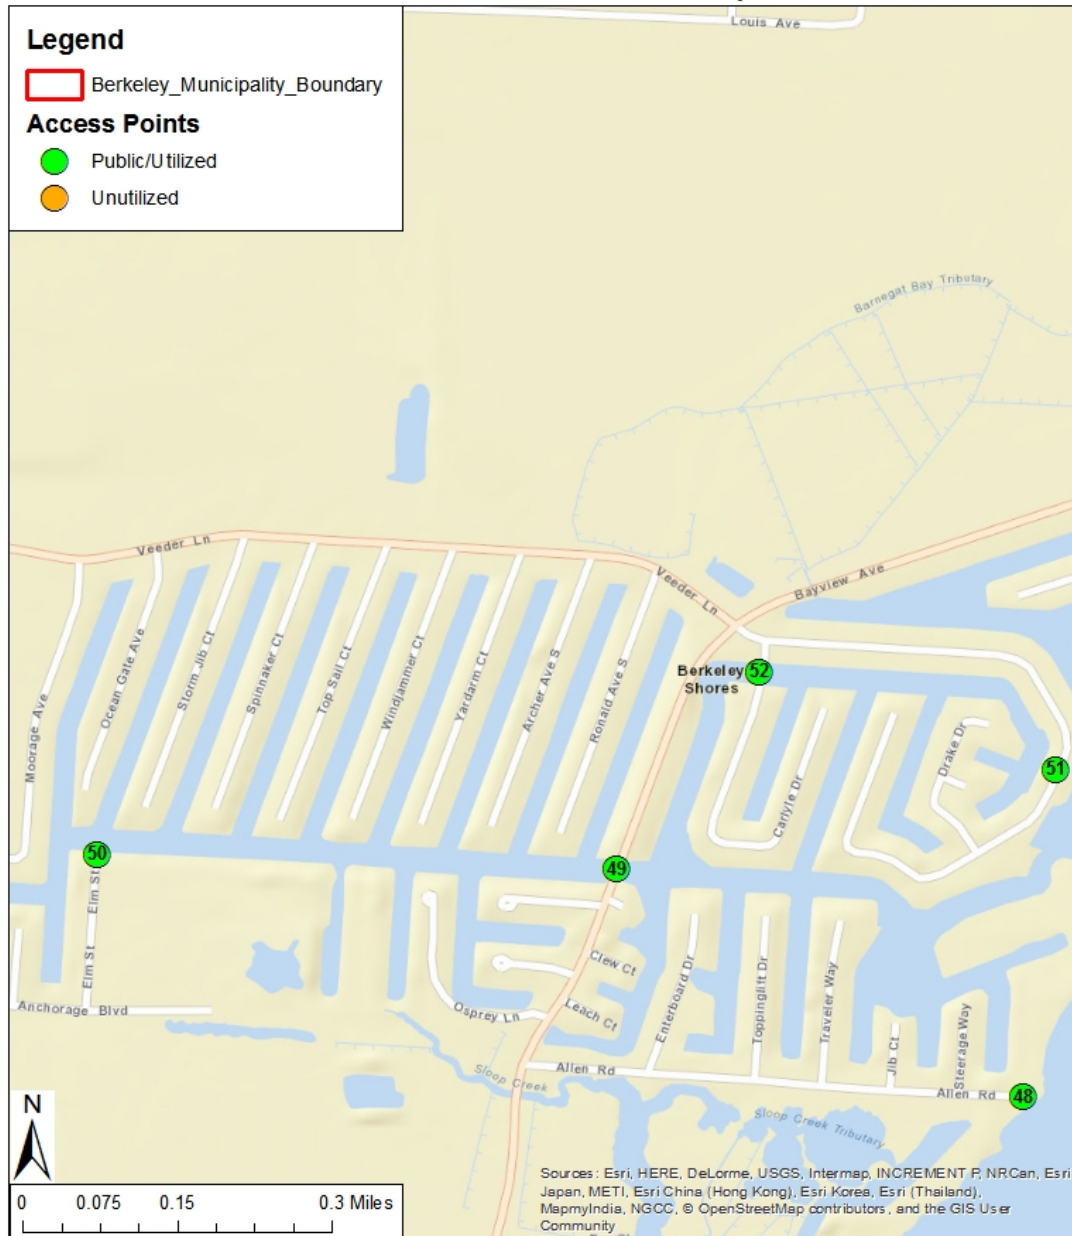 Louis Ave
Legend
Berkeley_Municipality_Boundary
Access Points
Public/Utilized
Unutilized
Barnegat Bay Tributary
Veeder Ln
Veeder Ln
Bayview Ave
Moorage Ave
Ocean Gate Ave
Storm Jib Ct
Spinnaker Ct
Top Sail Ct
Windjammer Ct
Yardarm Ct
Archer Ave S
Ronald Ave S
Berkeley
Shores
52
Drake Dr
51
Carlyle Dr
50
49
Elm St
Elm St
Anchorage Blvd
Clew Ct
Leach Ct
Osprey Ln
Enterboard Dr
Toppinglift Dr
Traveler Way
Jib Ct
Steerage Way
Sloop Creek
Allen Rd
Allen Rd
48
Sloop Creek Tributary
N
0 0.075 0.15 0.3 Miles
Sources: Esri, HERE, DeLorme, USGS, Intermap, INCREMENT P, NRCan, Esri
Japan, METI, Esri China (Hong Kong), Esri Korea, Esri (Thailand),
MapmyIndia, NGCC, © OpenStreetMap contributors, and the GIS User
Community